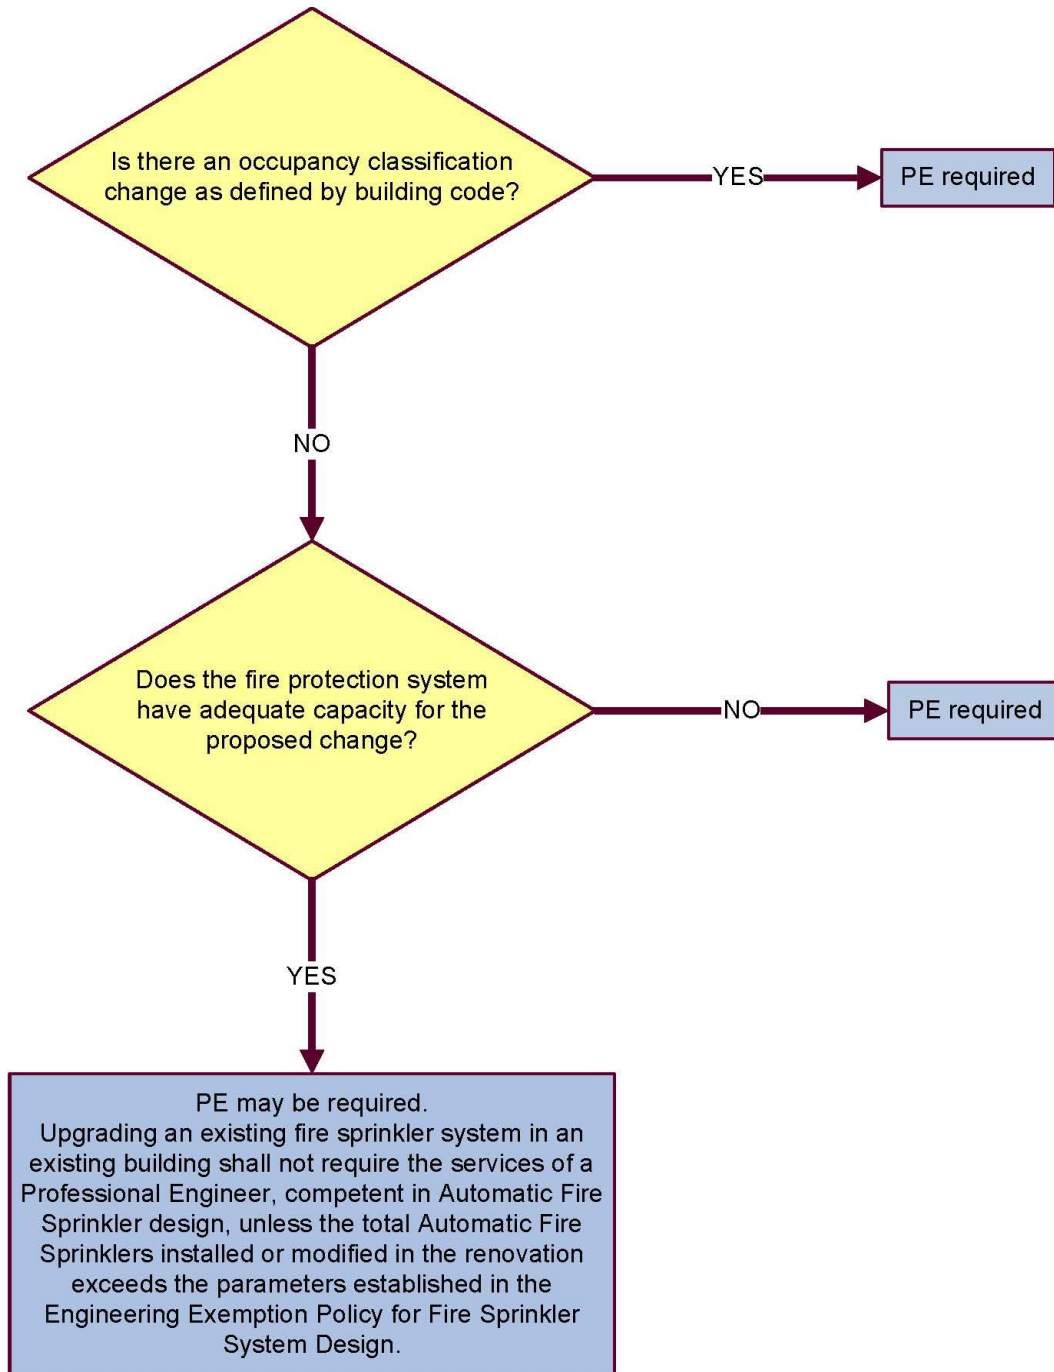 Is there an occupancy classification
change as defined by building code?
YES
PE required
NO
Does the fire protection system
have adequate capacity for the
proposed change?
NO
PE required
YES
PE may be required.
Upgrading an existing fire sprinkler system in an
existing building shall not require the services of a
Professional Engineer, competent in Automatic Fire
Sprinkler design, unless the total Automatic Fire
Sprinklers installed or modified in the renovation
exceeds the parameters established in the
Engineering Exemption Policy for Fire Sprinkler
System Design.